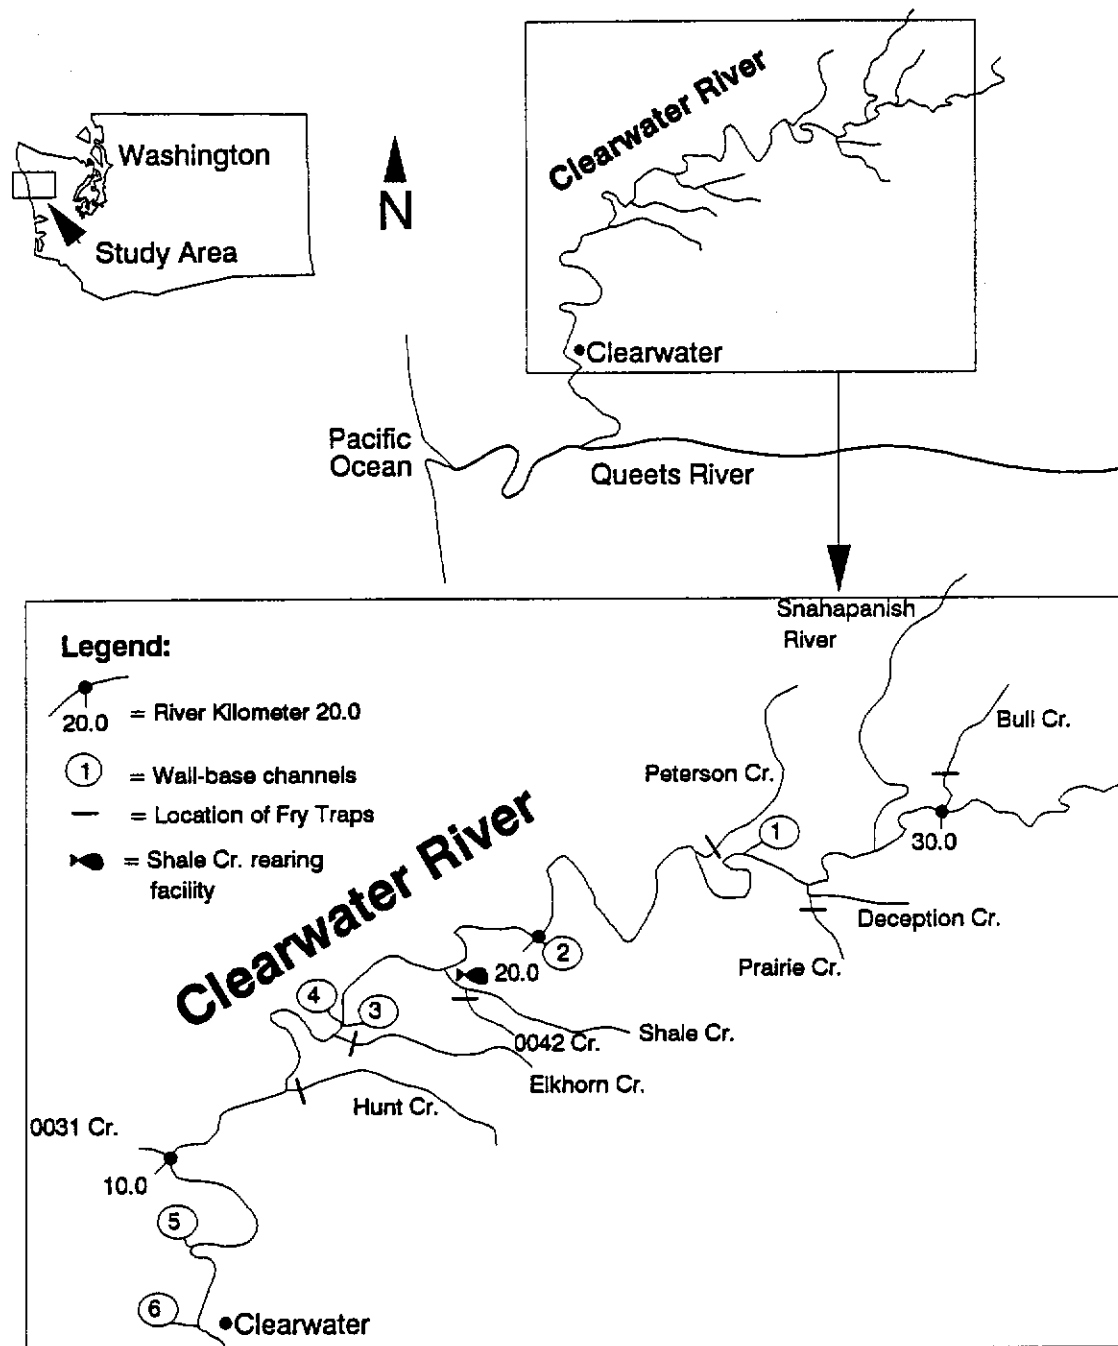 Clearwater River
Washington
N
Study Area
Clearwater
Pacific
Ocean
Queets River
Snahapanish
River
Legend:
20.0
= River Kilometer 20.0
1
= Wall-base channels
= Location of Fry Traps
= Shale Cr. rearing
facility
Bull Cr.
Peterson Cr.
1
30.0
Deception Cr.
Prairie Cr.
Clearwater River
2
20.0
4
3
Shale Cr.
0042 Cr.
Elkhorn Cr.
Hunt Cr.
0031 Cr.
10.0
5
6
Clearwater